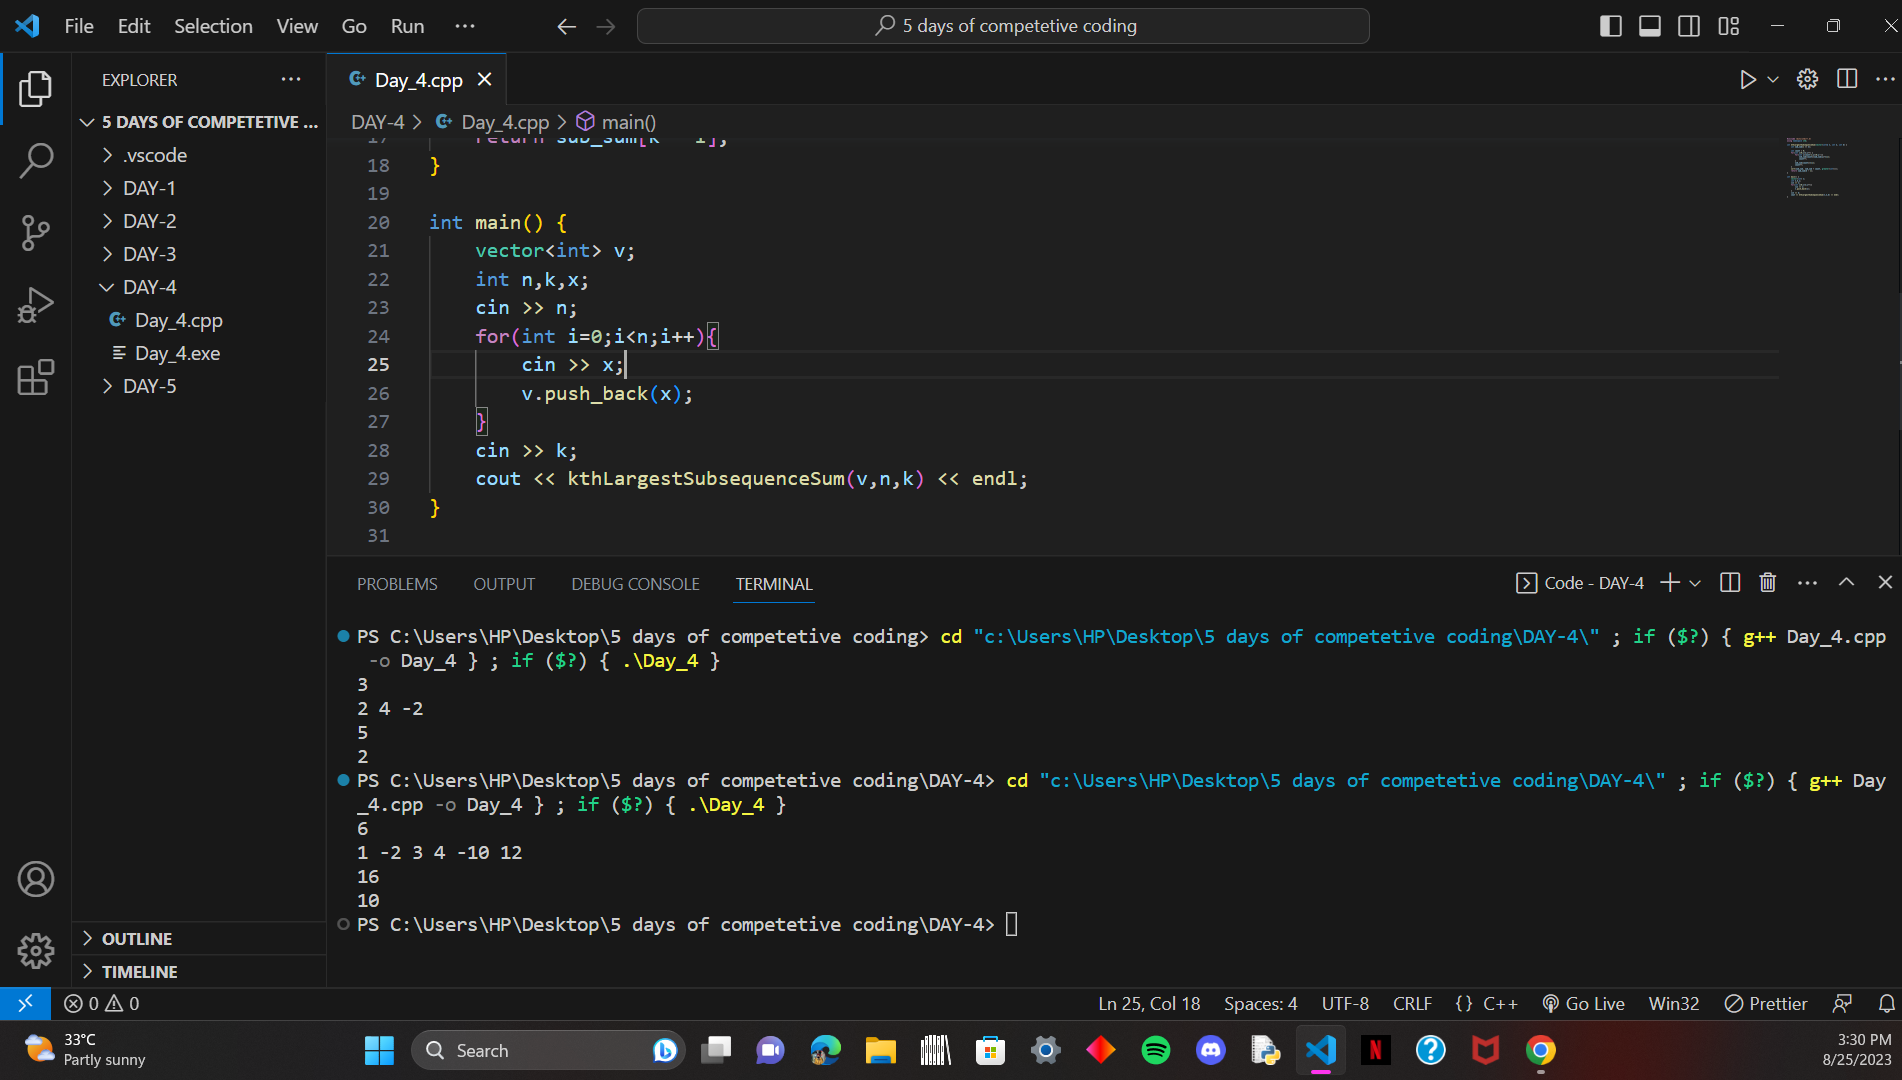 File Edit Selection View Go Run ···
5 days of competetive coding
EXPLORER
Day_4.cpp
5 DAYS OF COMPETETIVE ...
.vscode
DAY-1
DAY-2
DAY-3
DAY-4
Day_4.cpp
Day_4.exe
DAY-5
OUTLINE
TIMELINE
DAY-4 > Day_4.cpp > main()
18 }
19
20 int main() {
21 vector<int> v;
22 int n,k,x;
23 cin >> n;
24 for(int i=0;i<n;i++){
25 cin >> x;
26 v.push_back(x);
27 }
28 cin >> k;
29 cout << kthLargestSubsequenceSum(v,n,k) << endl;
30 }
31
PROBLEMS OUTPUT DEBUG CONSOLE TERMINAL
Code - DAY-4
PS C:\Users\HP\Desktop\5 days of competetive coding> cd "c:\Users\HP\Desktop\5 days of competetive coding\DAY-4\" ; if ($?) { g++ Day_4.cpp
-o Day_4 } ; if ($?) { .\Day_4 }
3
2 4 -2
5
2
PS C:\Users\HP\Desktop\5 days of competetive coding\DAY-4> cd "c:\Users\HP\Desktop\5 days of competetive coding\DAY-4\" ; if ($?) { g++ Day
_4.cpp -o Day_4 } ; if ($?) { .\Day_4 }
6
1 -2 3 4 -10 12
16
10
PS C:\Users\HP\Desktop\5 days of competetive coding\DAY-4>
0 0
Ln 25, Col 18 Spaces: 4 UTF-8 CRLF {} C++ Go Live Win32 Prettier
33°C
Partly sunny
Search
3:30 PM
8/25/2023